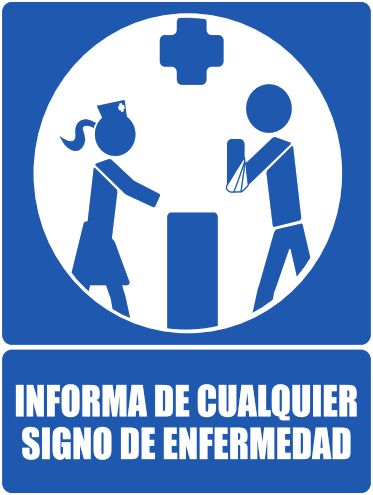 INFORMA DE CUALQUIER
SIGNO DE ENFERMEDAD